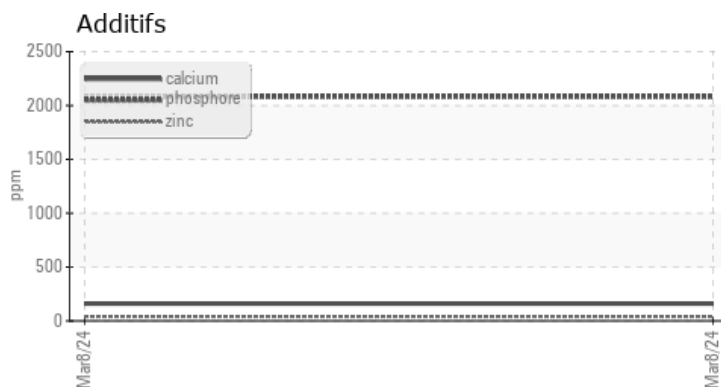 Additifs
2500
2000
1500
1000
500
0
ppm
calcium
phosphore
zinc
Mar8/24
Mar8/24